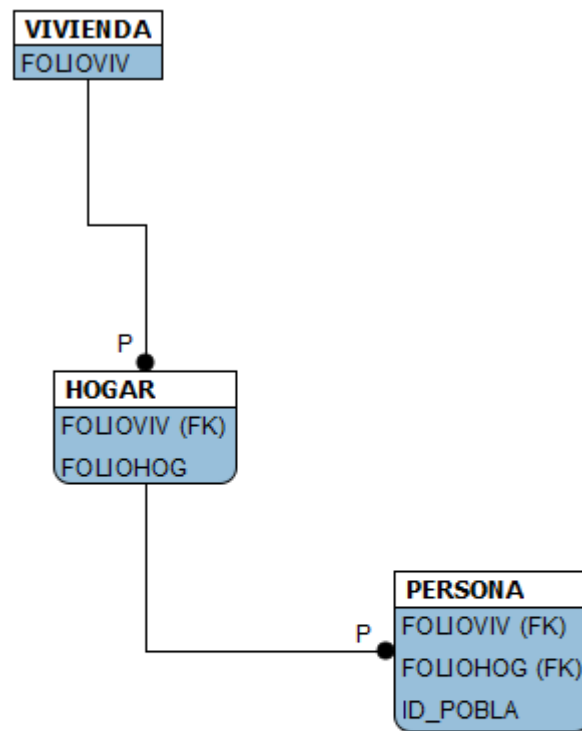 VIVIENDA
FOLIOVIV
P
HOGAR
FOLIOVIV (FK)
FOLIOHOG
P
PERSONA
FOLIOVIV (FK)
FOLIOHOG (FK)
ID_POBLA